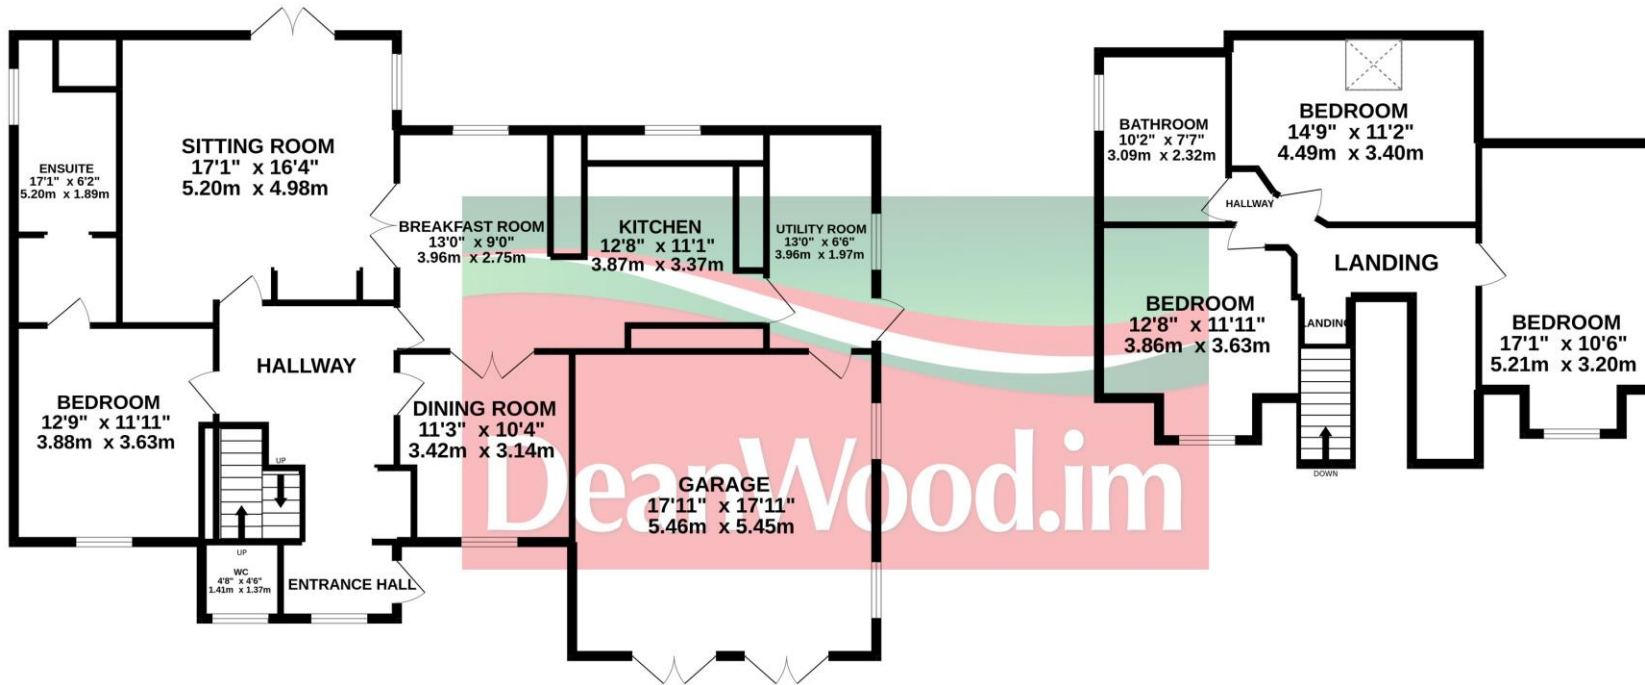 ENSUITE
17'1" x 6'2"
5.20m x 1.89m
SITTING ROOM
17'1" x 16'4"
5.20m x 4.98m
BREAKFAST ROOM
13'0" x 9'0"
3.96m x 2.75m
KITCHEN
12'8" x 11'1"
3.87m x 3.37m
UTILITY ROOM
13'0" x 6'6"
3.96m x 1.97m
HALLWAY
BEDROOM
12'9" x 11'11"
3.88m x 3.63m
DINING ROOM
11'3" x 10'4"
3.42m x 3.14m
UP
UP
GARAGE
17'11" x 17'11"
5.46m x 5.45m
WC
4'8" x 4'6"
1.41m x 1.37m
ENTRANCE HALL
DeanWood.im
BATHROOM
10'2" x 7'7"
3.09m x 2.32m
BEDROOM
14'9" x 11'2"
4.49m x 3.40m
HALLWAY
LANDING
BEDROOM
12'8" x 11'11"
3.86m x 3.63m
LANDING
BEDROOM
17'1" x 10'6"
5.21m x 3.20m
DOWN